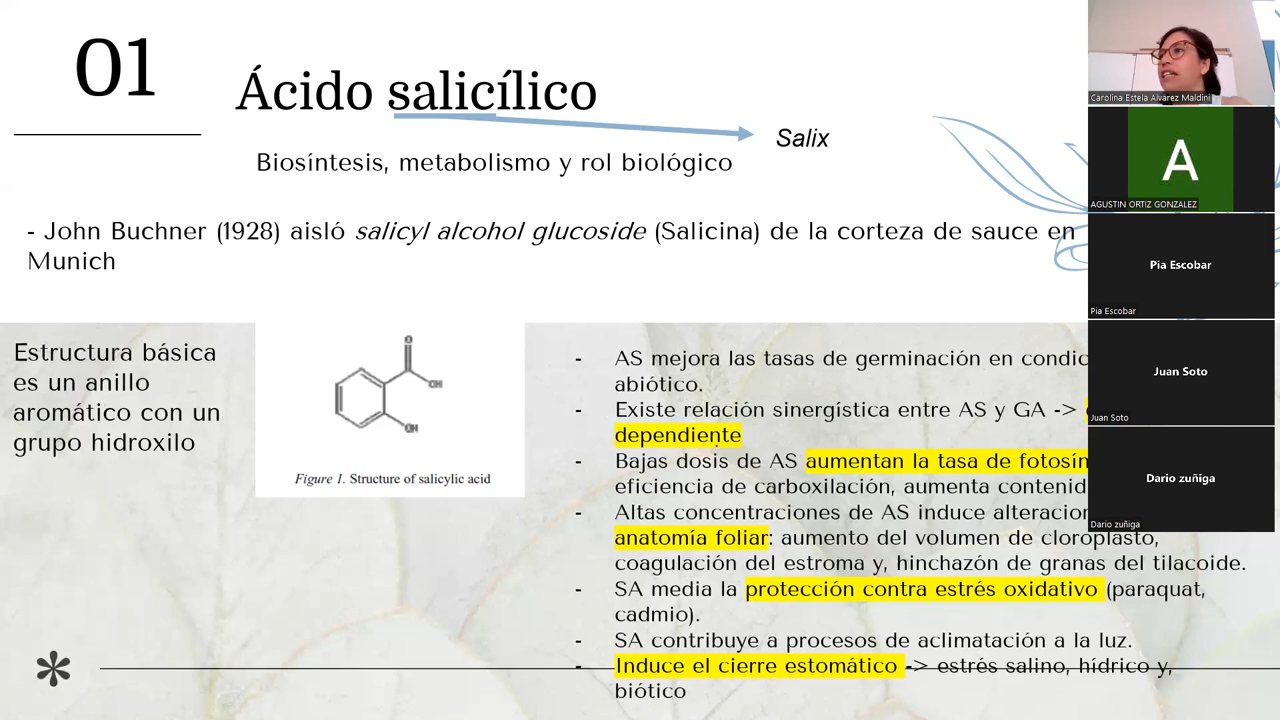 01
Ácido salicílico
Salix
Biosíntesis, metabolismo y rol biológico
- John Buchner (1928) aisló salicyl alcohol glucoside (Salicina) de la corteza de sauce en
Munich
Estructura básica
es un anillo
aromático con un
grupo hidroxilo
O
OH
OH
Figure 1. Structure of salicylic acid
- AS mejora las tasas de germinación en
abiótico.
- Existe relación sinergística entre AS y GA ->
dependiente
- Bajas dosis de AS aumentan la tasa de
eficiencia de carboxilación, aumenta
- Altas concentraciones de AS induce
anatomía foliar: aumento del volumen de cloroplasto,
coagulación del estroma y, hinchazón de granas del tilacoide.
- SA media la protección contra estrés oxidativo (paraquat,
cadmio).
- SA contribuye a procesos de aclimatación a la luz.
- Induce el cierre estomático -> estrés salino, hídrico y,
biótico
Carolina Estela Alvarez Maldini
A
AGUSTIN ORTIZ GONZALEZ
Pia Escobar
Pia Escobar
Juan Soto
Juan Soto
Dario zuñiga
Dario zuñiga